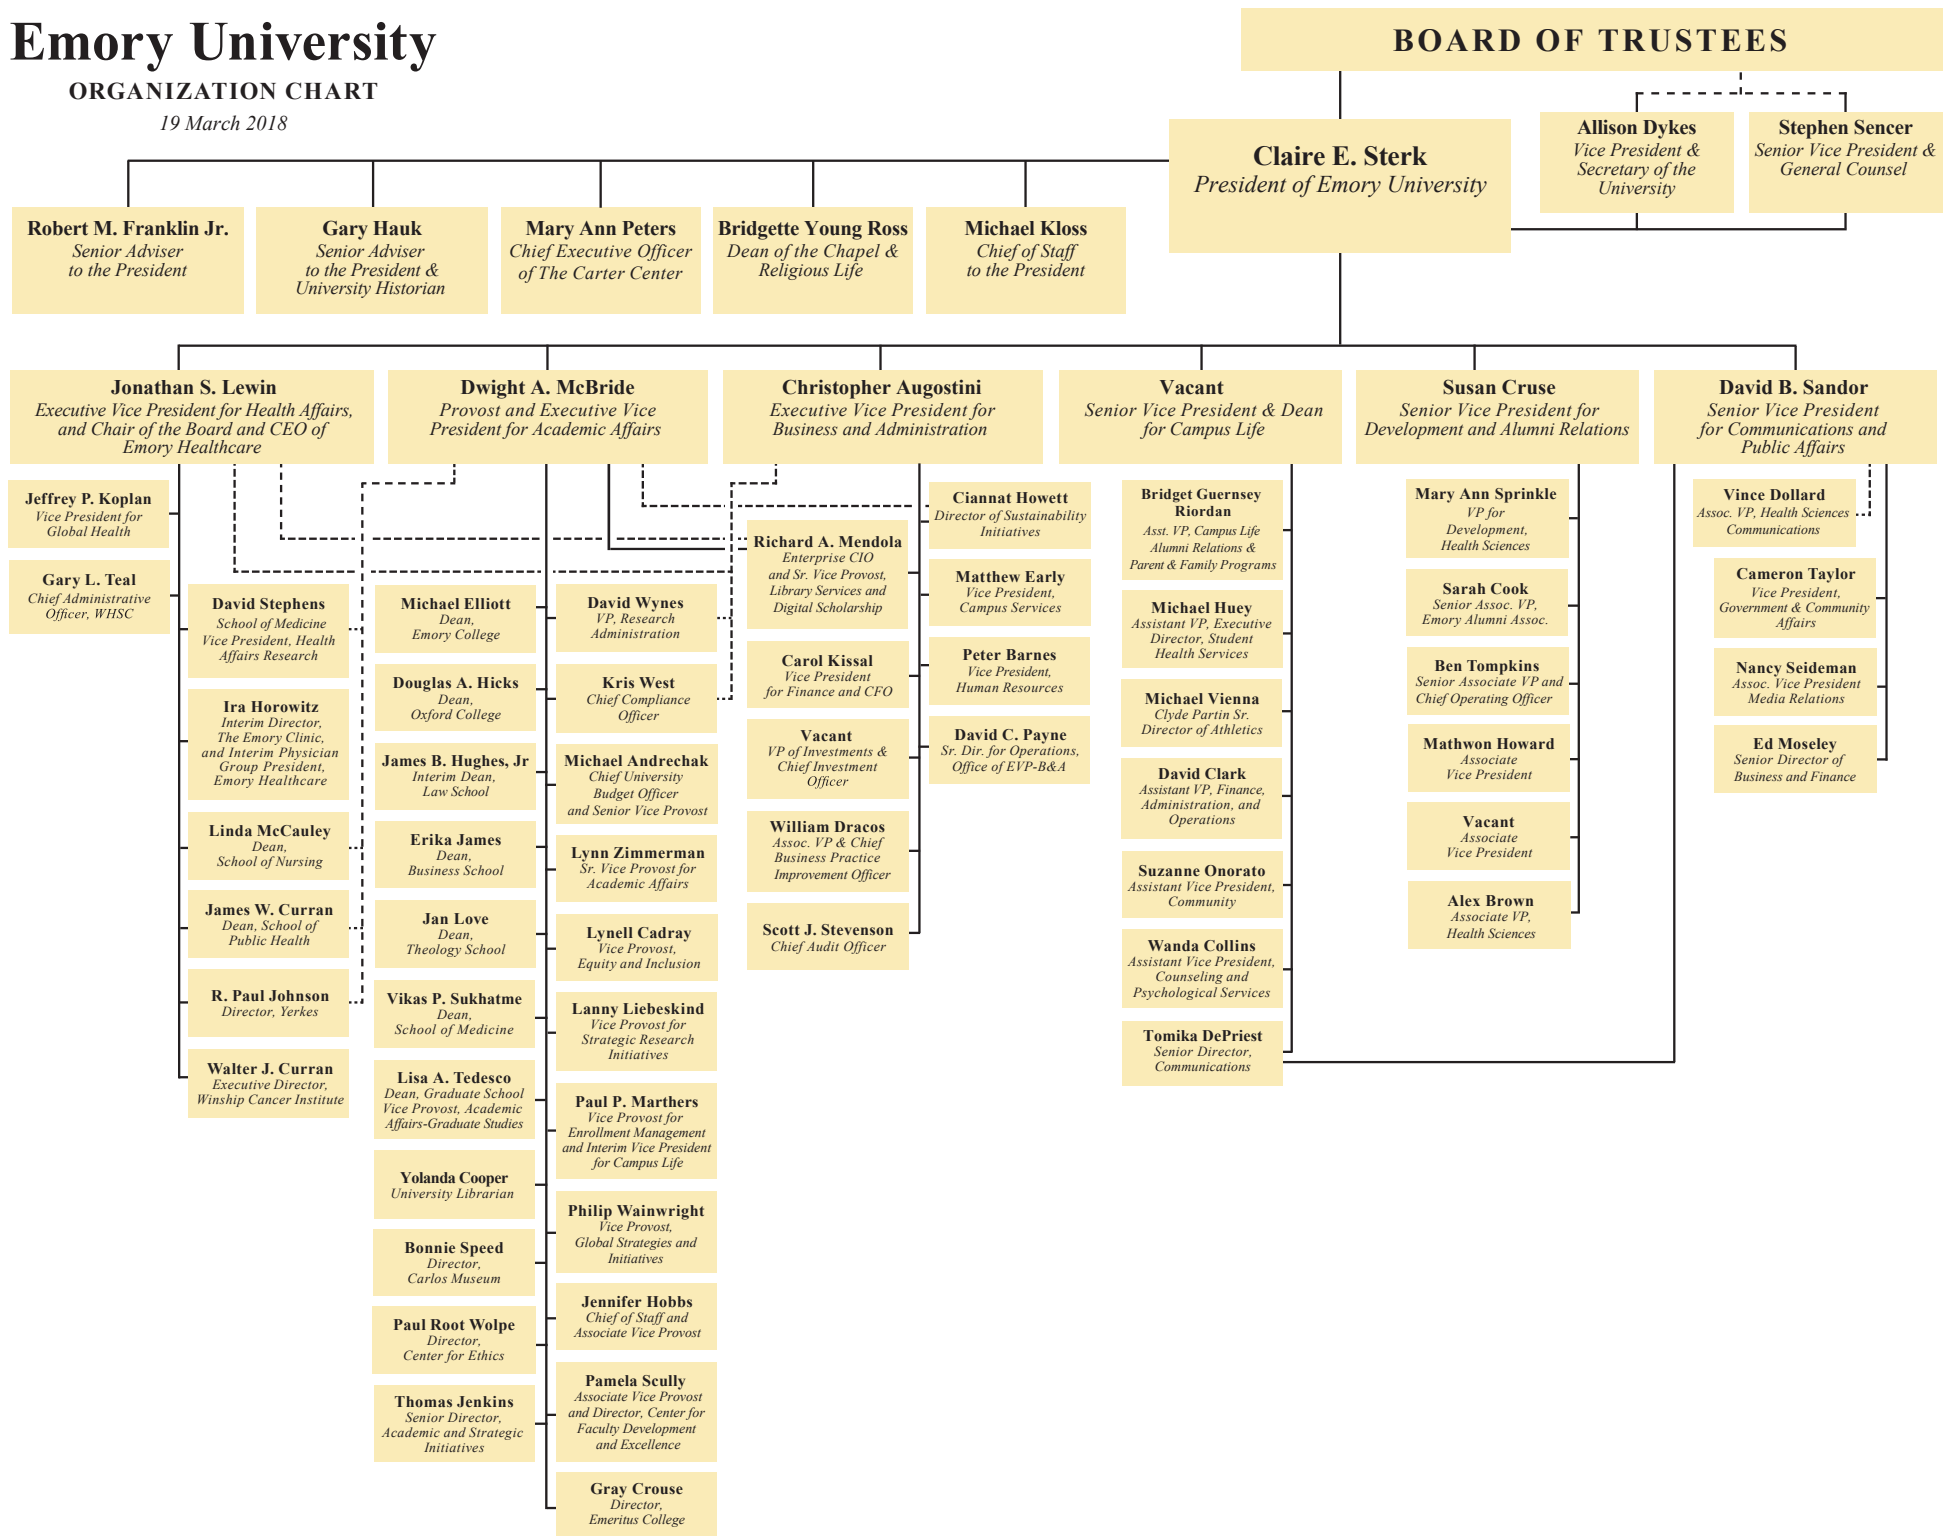 Emory University
ORGANIZATION CHART
19 March 2018
BOARD OF TRUSTEES
Claire E. Sterk
President of Emory University
Allison Dykes
Vice President &
Secretary of the
University
Stephen Sencer
Senior Vice President &
General Counsel
Robert M. Franklin Jr.
Senior Adviser
to the President
Gary Hauk
Senior Adviser
to the President &
University Historian
Mary Ann Peters
Chief Executive Officer
of The Carter Center
Bridgette Young Ross
Dean of the Chapel &
Religious Life
Michael Kloss
Chief of Staff
to the President
Jonathan S. Lewin
Executive Vice President for Health Affairs,
and Chair of the Board and CEO of
Emory Healthcare
Dwight A. McBride
Provost and Executive Vice
President for Academic Affairs
Christopher Augostini
Executive Vice President for
Business and Administration
Vacant
Senior Vice President & Dean
for Campus Life
Susan Cruse
Senior Vice President for
Development and Alumni Relations
David B. Sandor
Senior Vice President
for Communications and
Public Affairs
Jeffrey P. Koplan
Vice President for
Global Health
Gary L. Teal
Chief Administrative
Officer, WHSC
David Stephens
School of Medicine
Vice President, Health
Affairs Research
Ira Horowitz
Interim Director,
The Emory Clinic,
and Interim Physician
Group President,
Emory Healthcare
Linda McCauley
Dean,
School of Nursing
James W. Curran
Dean, School of
Public Health
R. Paul Johnson
Director, Yerkes
Walter J. Curran
Executive Director,
Winship Cancer Institute
Michael Elliott
Dean,
Emory College
Douglas A. Hicks
Dean,
Oxford College
James B. Hughes, Jr
Interim Dean,
Law School
Erika James
Dean,
Business School
Jan Love
Dean,
Theology School
Vikas P. Sukhatme
Dean,
School of Medicine
Lisa A. Tedesco
Dean, Graduate School
Vice Provost, Academic
Affairs-Graduate Studies
Yolanda Cooper
University Librarian
Bonnie Speed
Director,
Carlos Museum
Paul Root Wolpe
Director,
Center for Ethics
Thomas Jenkins
Senior Director,
Academic and Strategic
Initiatives
David Wynes
VP, Research
Administration
Kris West
Chief Compliance
Officer
Michael Andrechak
Chief University
Budget Officer
and Senior Vice Provost
Lynn Zimmerman
Sr. Vice Provost for
Academic Affairs
Lynell Cadray
Vice Provost,
Equity and Inclusion
Lanny Liebeskind
Vice Provost for
Strategic Research
Initiatives
Paul P. Marthers
Vice Provost for
Enrollment Management
and Interim Vice President
for Campus Life
Philip Wainwright
Vice Provost,
Global Strategies and
Initiatives
Jennifer Hobbs
Chief of Staff and
Associate Vice Provost
Pamela Scully
Associate Vice Provost
and Director, Center for
Faculty Development
and Excellence
Gray Crouse
Director,
Emeritus College
Richard A. Mendola
Enterprise CIO
and Sr. Vice Provost,
Library Services and
Digital Scholarship
Carol Kissal
Vice President
for Finance and CFO
Vacant
VP of Investments &
Chief Investment
Officer
William Dracos
Assoc. VP & Chief
Business Practice
Improvement Officer
Scott J. Stevenson
Chief Audit Officer
Ciannat Howett
Director of Sustainability
Initiatives
Matthew Early
Vice President,
Campus Services
Peter Barnes
Vice President,
Human Resources
David C. Payne
Sr. Dir. for Operations,
Office of EVP-B&A
Bridget Guernsey
Riordan
Asst. VP, Campus Life
Alumni Relations &
Parent & Family Programs
Michael Huey
Assistant VP, Executive
Director, Student
Health Services
Michael Vienna
Clyde Partin Sr.
Director of Athletics
David Clark
Assistant VP, Finance,
Administration, and
Operations
Suzanne Onorato
Assistant Vice President,
Community
Wanda Collins
Assistant Vice President,
Counseling and
Psychological Services
Tomika DePriest
Senior Director,
Communications
Mary Ann Sprinkle
VP for
Development,
Health Sciences
Sarah Cook
Senior Assoc. VP,
Emory Alumni Assoc.
Ben Tompkins
Senior Associate VP and
Chief Operating Officer
Mathwon Howard
Associate
Vice President
Vacant
Associate
Vice President
Alex Brown
Associate VP,
Health Sciences
Vince Dollard
Assoc. VP, Health Sciences
Communications
Cameron Taylor
Vice President,
Government & Community
Affairs
Nancy Seideman
Assoc. Vice President
Media Relations
Ed Moseley
Senior Director of
Business and Finance